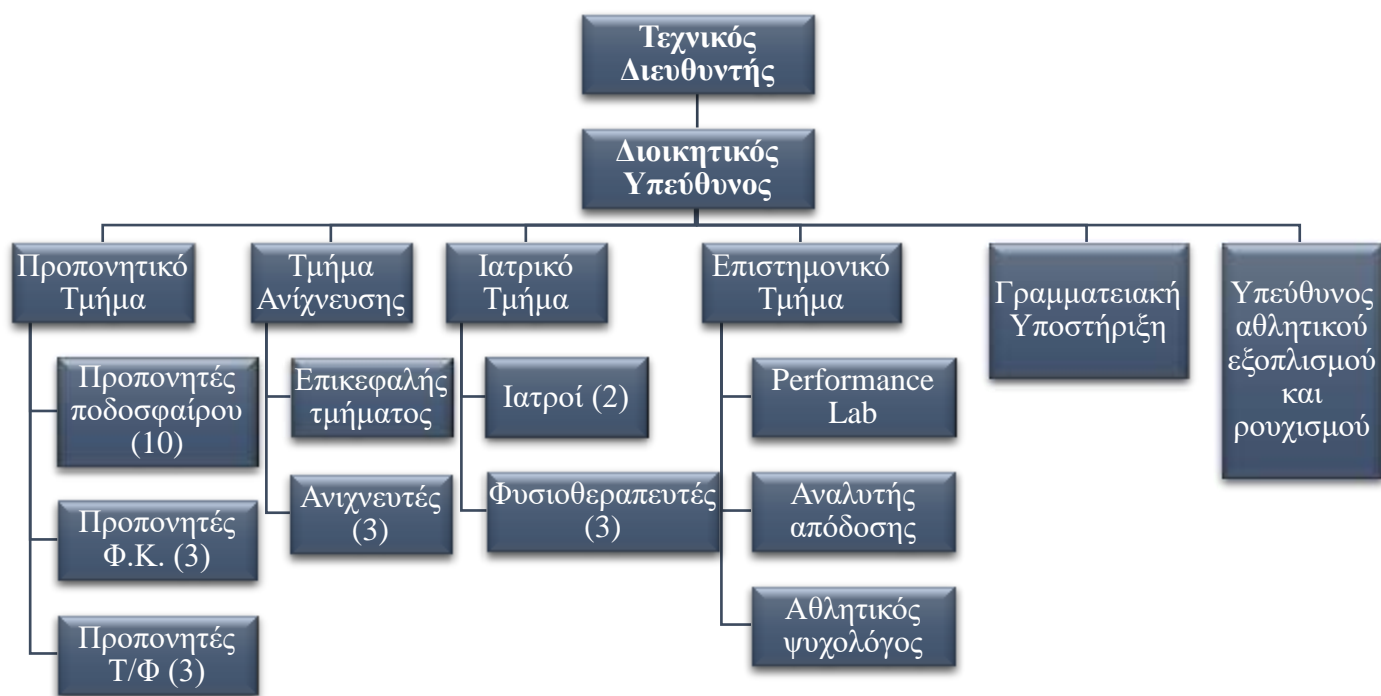 Τεχνικός
Διευθυντής
Διοικητικός
Υπεύθυνος
Προπονητικό
Τμήμα
Προπονητές
ποδοσφαίρου
(10)
Προπονητές
Φ.Κ. (3)
Προπονητές
Τ/Φ (3)
Τμήμα
Ανίχνευσης
Επικεφαλής
τμήματος
Ανιχνευτές
(3)
Ιατρικό
Τμήμα
Ιατροί (2)
Φυσιοθεραπευτές
(3)
Επιστημονικό
Τμήμα
Performance
Lab
Αναλυτής
απόδοσης
Αθλητικός
ψυχολόγος
Γραμματειακή
Υποστήριξη
Υπεύθυνος
αθλητικού
εξοπλισμού
και
ρουχισμού